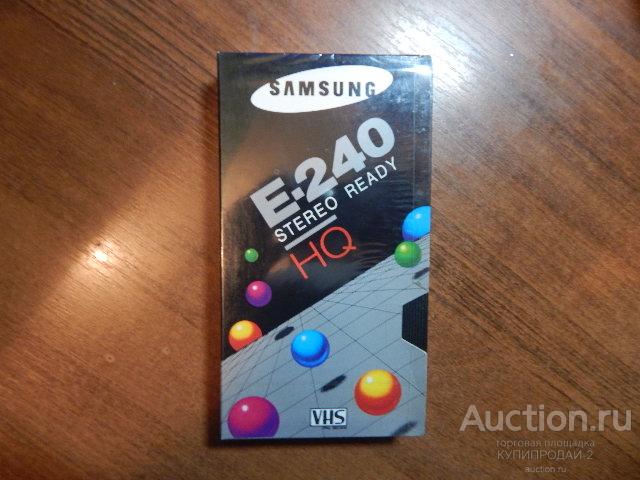 SAMSUNG
E-240
STEREO READY
HQ
VHS
Auction.ru
торговая площадка
КУПИПРОДАЙ-2
auction.ru